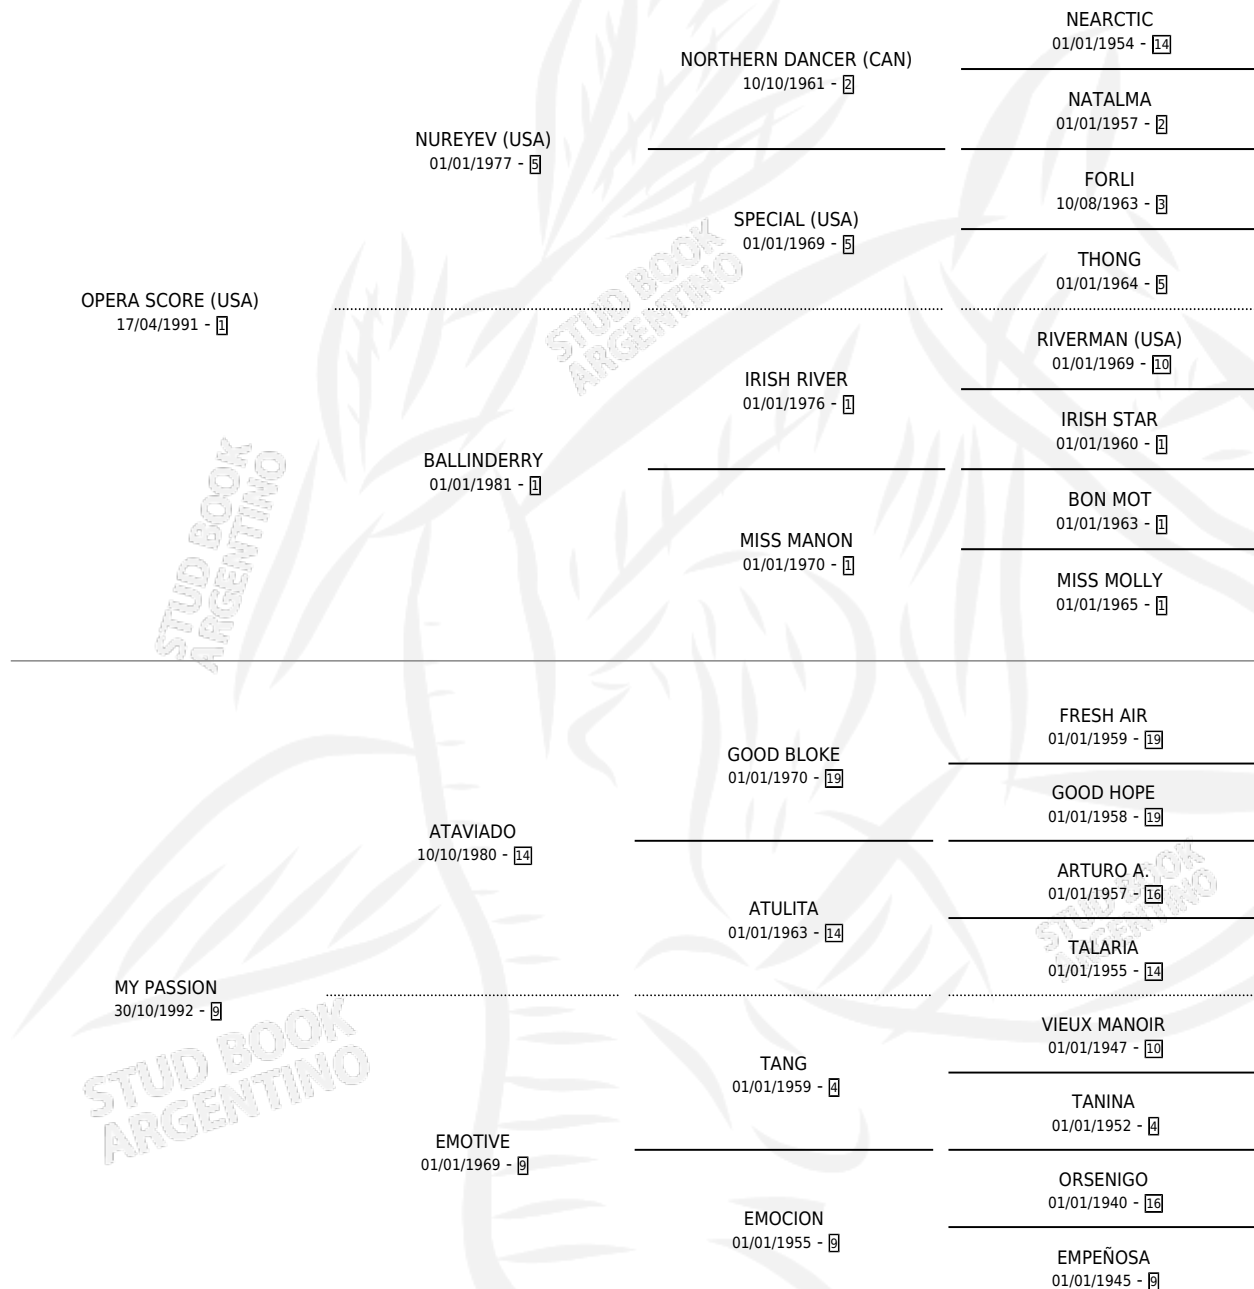 NEARCTIC
01/01/1954 - 14
NORTHERN DANCER (CAN)
10/10/1961 - 2
NATALMA
01/01/1957 - 2
NUREYEV (USA)
01/01/1977 - 5
FORLI
10/08/1963 - 3
SPECIAL (USA)
01/01/1969 - 5
THONG
01/01/1964 - 5
OPERA SCORE (USA)
17/04/1991 - 1
RIVERMAN (USA)
01/01/1969 - 10
IRISH RIVER
01/01/1976 - 1
IRISH STAR
01/01/1960 - 1
BALLINDERRY
01/01/1981 - 1
BON MOT
01/01/1963 - 1
MISS MANON
01/01/1970 - 1
MISS MOLLY
01/01/1965 - 1
FRESH AIR
01/01/1959 - 19
GOOD BLOKE
01/01/1970 - 19
GOOD HOPE
01/01/1958 - 19
ATAVIADO
10/10/1980 - 14
ARTURO A.
01/01/1957 - 16
ATULITA
01/01/1963 - 14
TALARIA
01/01/1955 - 14
MY PASSION
30/10/1992 - 9
VIEUX MANOIR
01/01/1947 - 10
TANG
01/01/1959 - 4
TANINA
01/01/1952 - 4
EMOTIVE
01/01/1969 - 9
ORSENIGO
01/01/1940 - 16
EMOCION
01/01/1955 - 9
EMPEÑOSA
01/01/1945 - 9
STUD BOOK
ARGENTINO
STUD BOOK
ARGENTINO
STUD BOOK
ARGENTINO
STUD BOOK
ARGENTINO